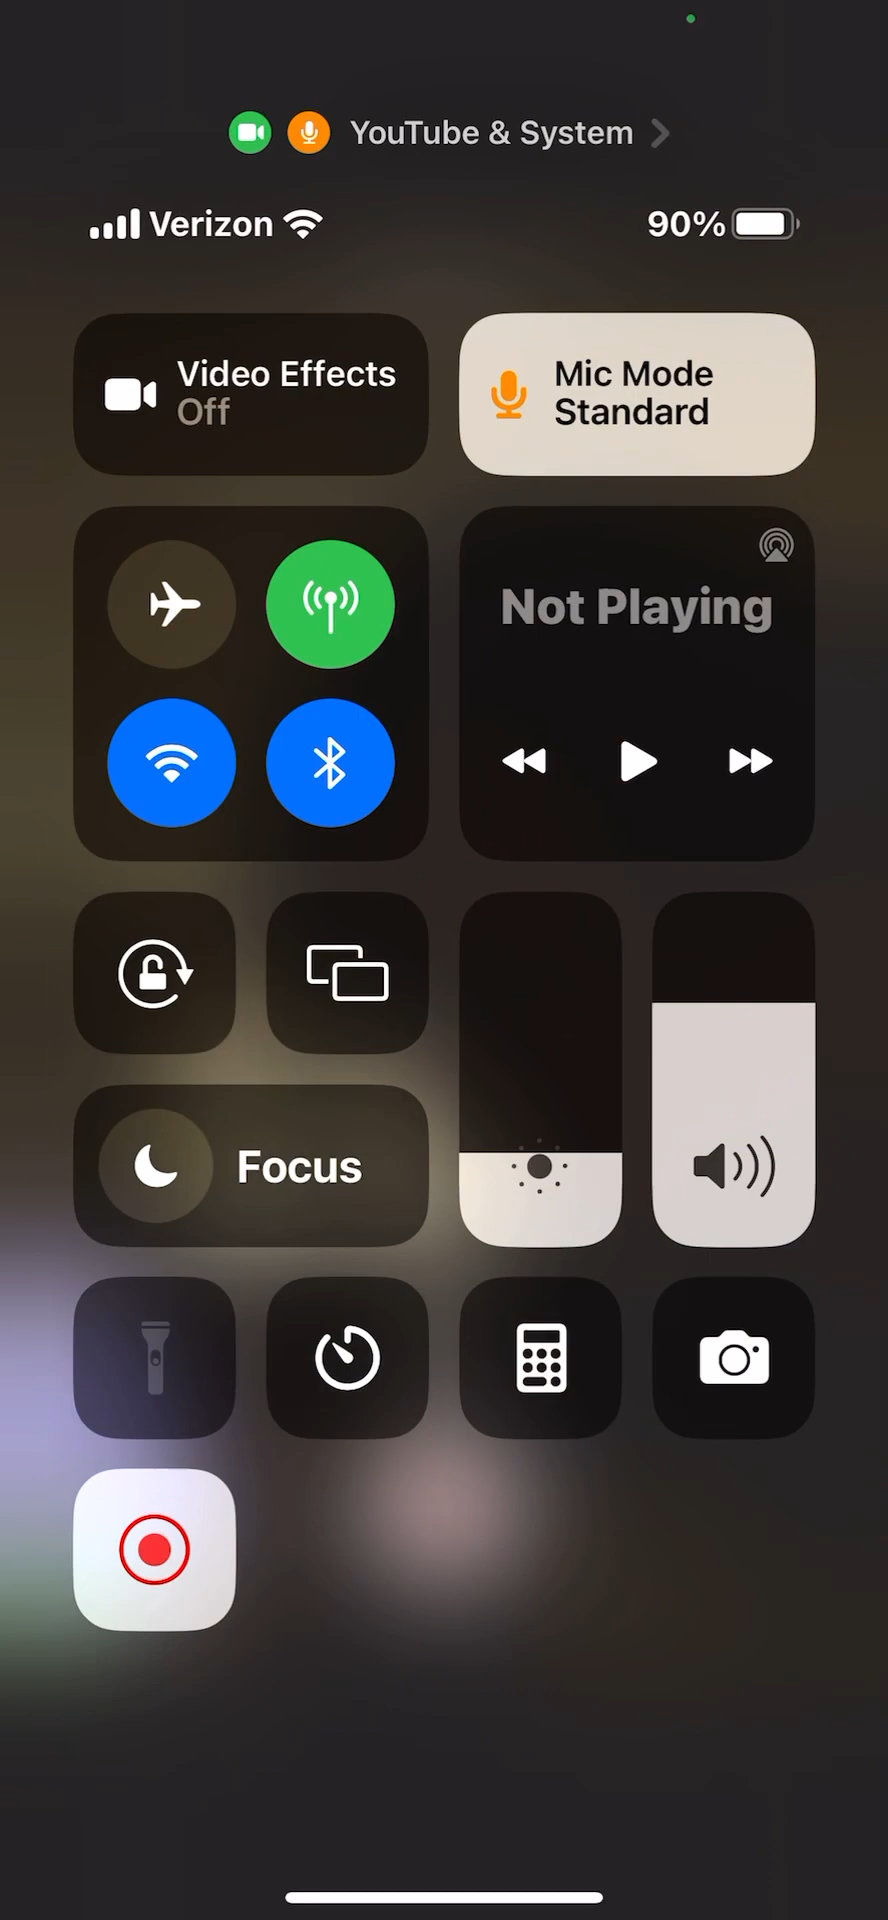 YouTube & System
Verizon 90%
Video Effects
Off
Mic Mode
Standard
Not Playing
Focus